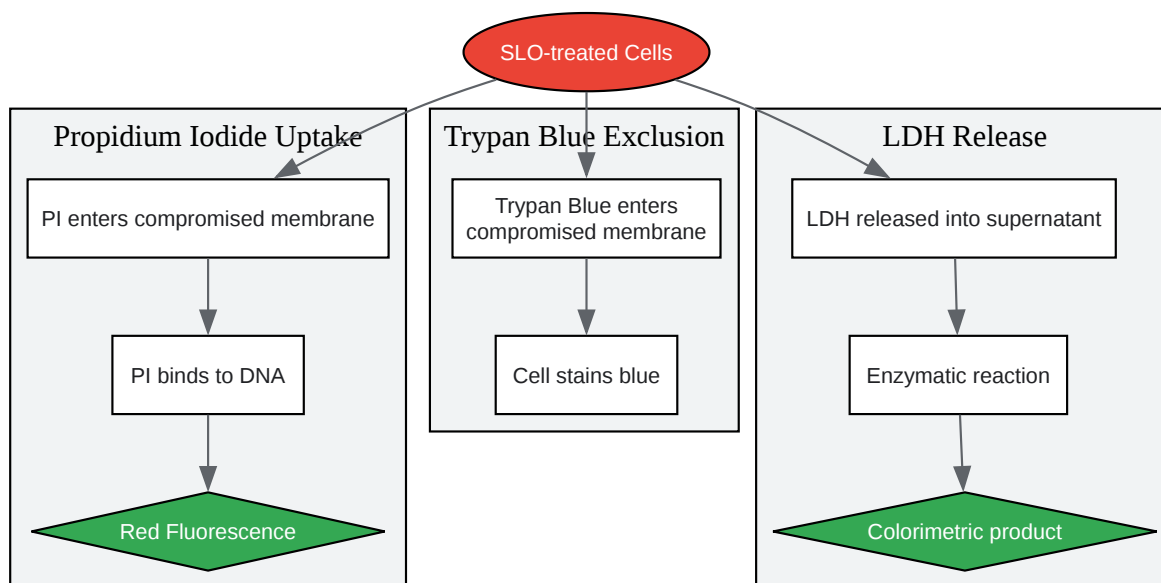 SLO-treated Cells
Propidium Iodide Uptake
PI enters compromised membrane
PI binds to DNA
Red Fluorescence
Trypan Blue Exclusion
Trypan Blue enters
compromised membrane
Cell stains blue
LDH Release
LDH released into supernatant
Enzymatic reaction
Colorimetric product